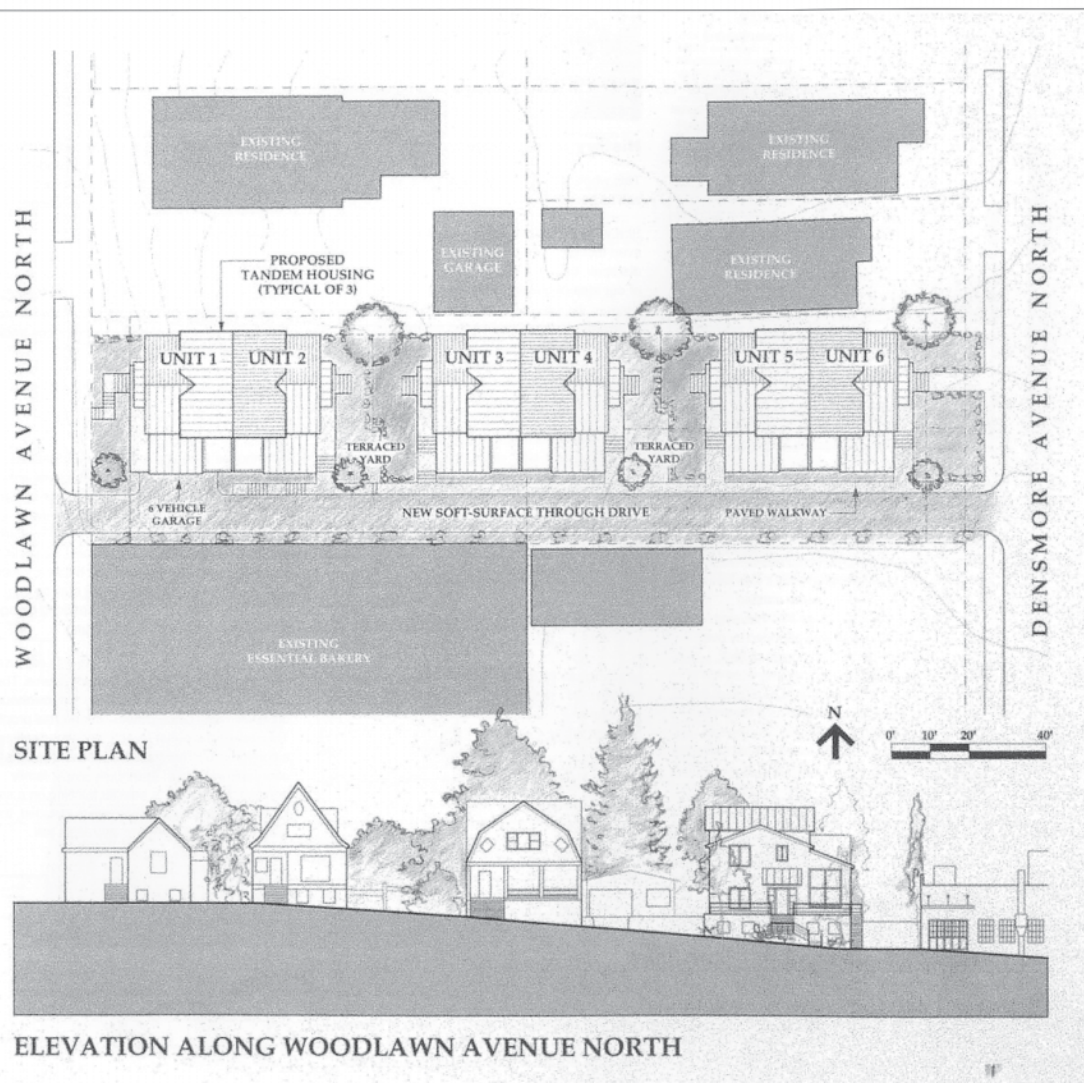 EXISTING
RESIDENCE
EXISTING
RESIDENCE
WOODLAWN AVENUE NORTH
DENSMORE AVENUE NORTH
PROPOSED
TANDEM HOUSING
(TYPICAL OF 3)
EXISTING
GARAGE
EXISTING
RESIDENCE
UNIT 1
UNIT 2
UNIT 3
UNIT 4
UNIT 5
UNIT 6
TERRACED
YARD
TERRACED
YARD
6 VEHICLE
GARAGE
NEW SOFT-SURFACE THROUGH DRIVE
PAVED WALKWAY
EXISTING
ESSENTIAL BAKERY
SITE PLAN
N
0' 10' 20' 40'
ELEVATION ALONG WOODLAWN AVENUE NORTH